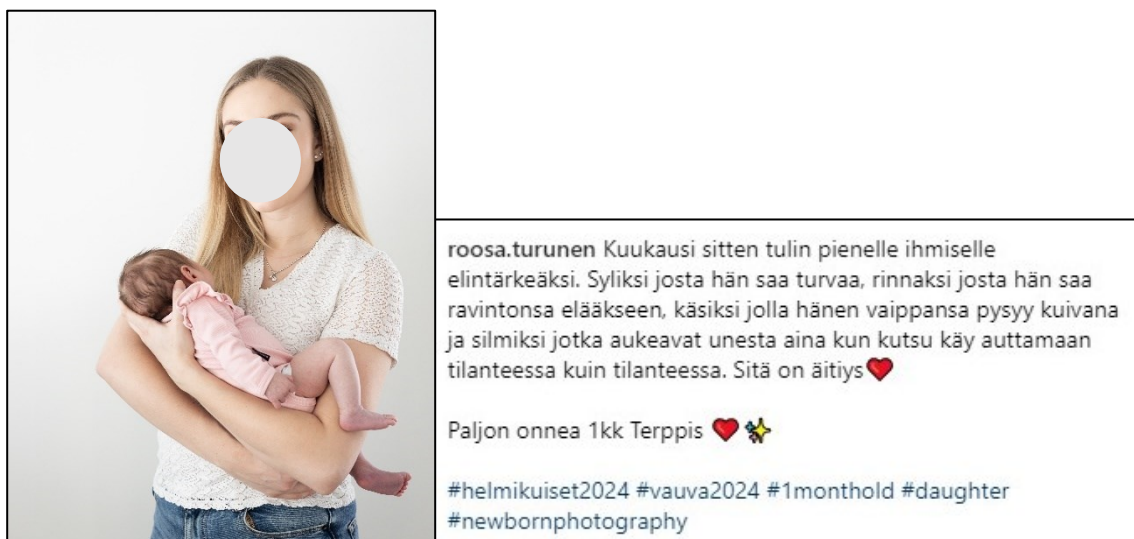 roosa.turunen Kuukausi sitten tulin pienelle ihmiselle
elintärkeäksi. Syliksi josta hän saa turvaa, rinnaksi josta hän saa
ravintonsa elääkseen, käsiksi jolla hänen vaippansa pysyy kuivana
ja silmiksi jotka aukeavat unesta aina kun kutsu käy auttamaan
tilanteessa kuin tilanteessa. Sitä on äitiys❤️
Paljon onnea 1kk Terppis ❤️✨
#helmikuiset2024 #vauva2024 #1monthold #daughter
#newbornphotography